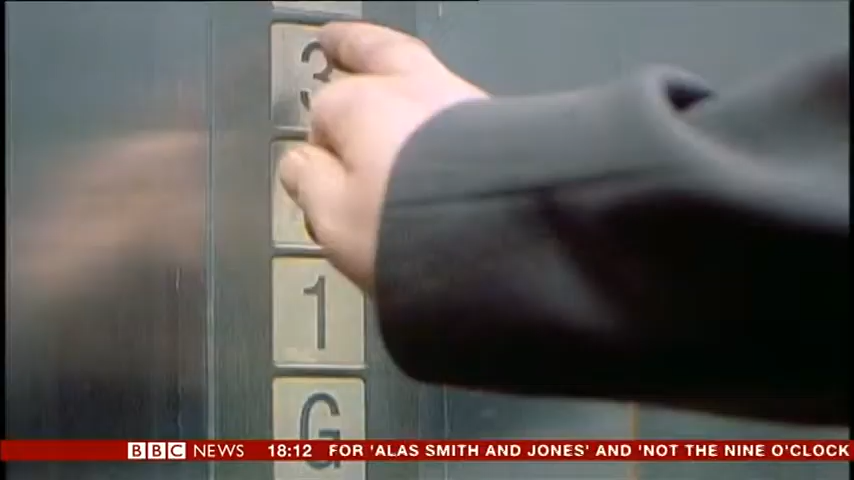 3
1
G
BBC NEWS 18:12 FOR 'ALAS SMITH AND JONES' AND 'NOT THE NINE O'CLOCK